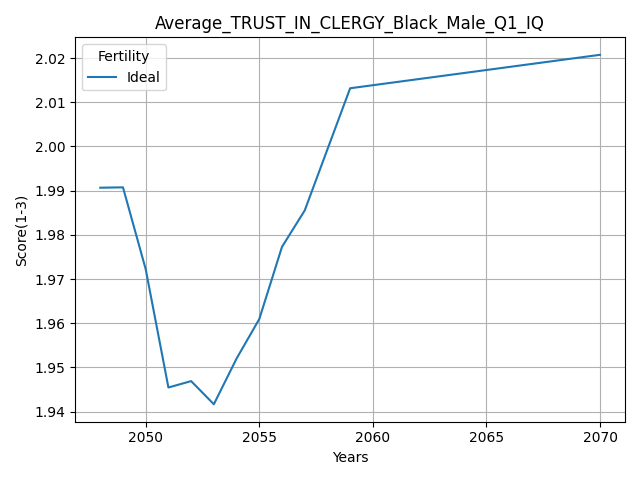 Average_TRUST_IN_CLERGY_Black_Male_Q1_IQ
Fertility
Ideal
Score(1-3)
2.02
2.01
2.00
1.99
1.98
1.97
1.96
1.95
1.94
2050
2055
2060
2065
2070
Years